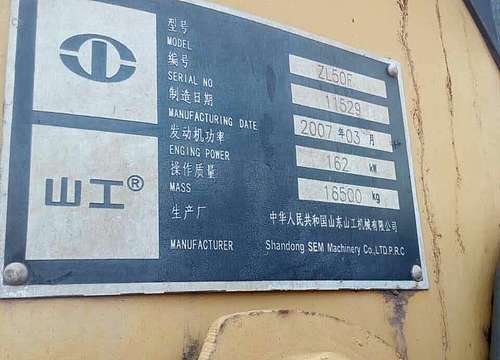 型号
MODEL
ZL50F
编号
SERIAL NO
11529
制造日期
MANUFACTURING DATE
2007 年 03 月
发动机功率
ENGING POWER
162 kW
操作质量
MASS
16500 kg
生产厂
中华人民共和国山东山工机械有限公司
MANUFACTURER
Shandong SEM Machinery Co.,LTD.P.R.C
山工®